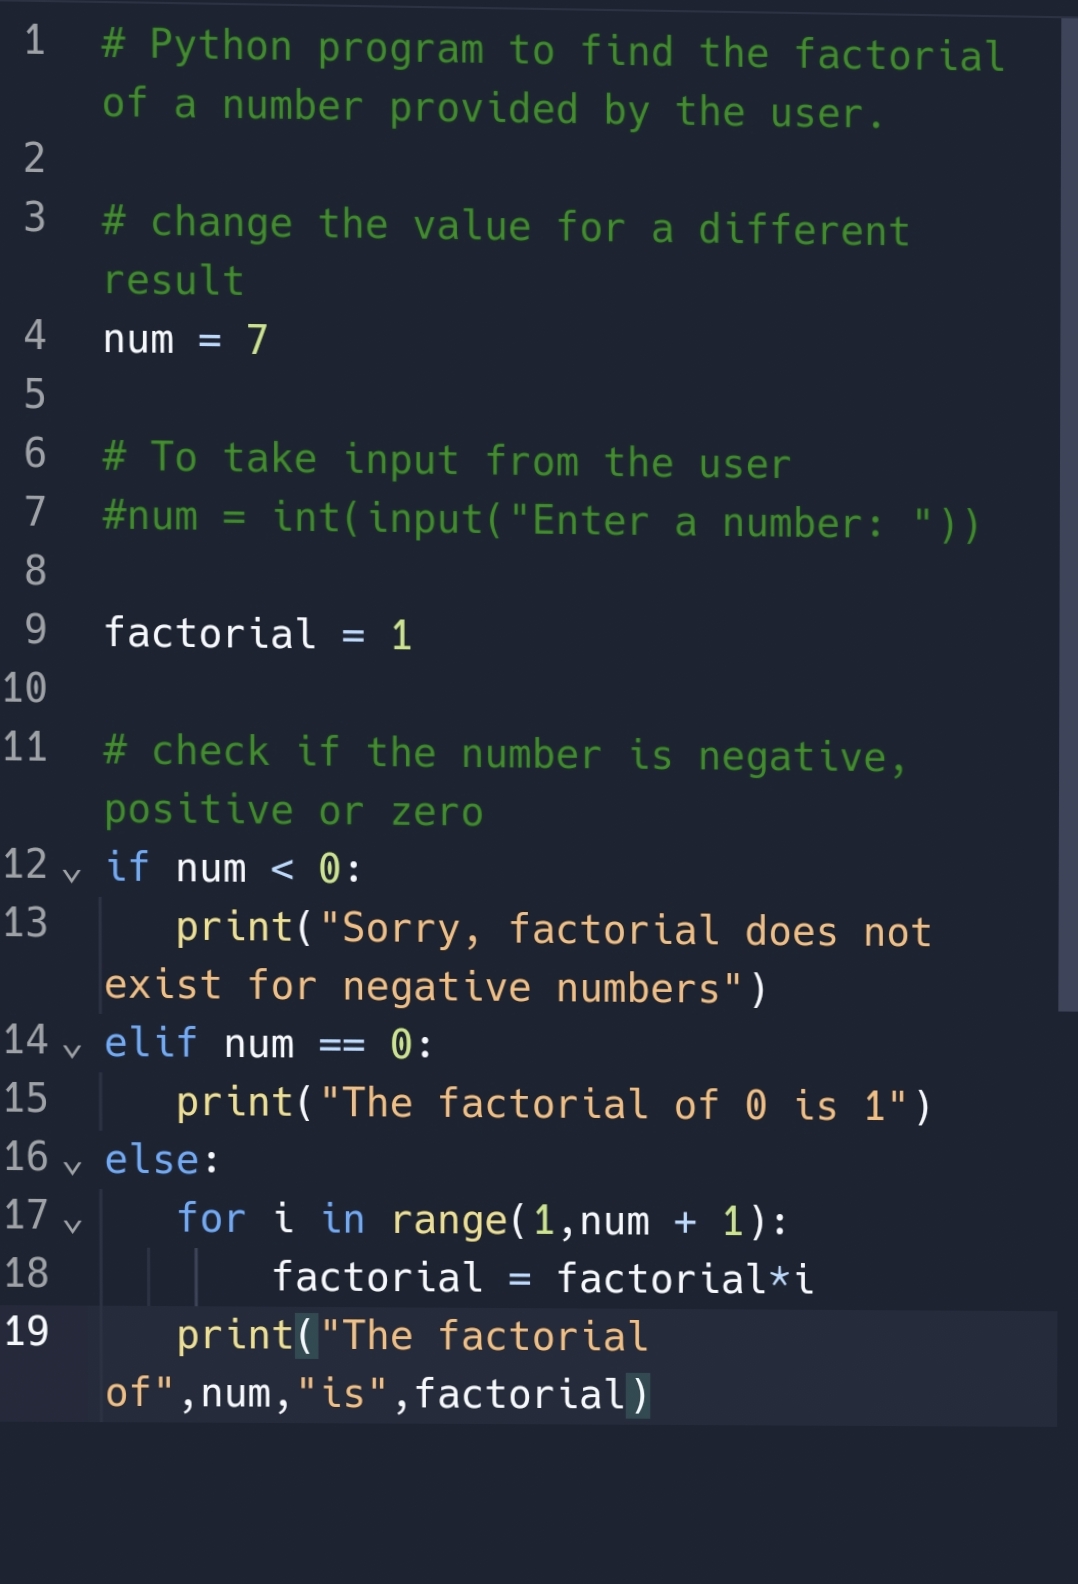 1 # Python program to find the factorial
of a number provided by the user.
2
3 # change the value for a different
result
4 num = 7
5
6 # To take input from the user
7 #num = int(input("Enter a number: "))
8
9 factorial = 1
10
11 # check if the number is negative,
positive or zero
12 if num < 0:
13    print("Sorry, factorial does not
exist for negative numbers")
14 elif num == 0:
15    print("The factorial of 0 is 1")
16 else:
17    for i in range(1,num + 1):
18        factorial = factorial*i
19    print("The factorial
of",num,"is",factorial)